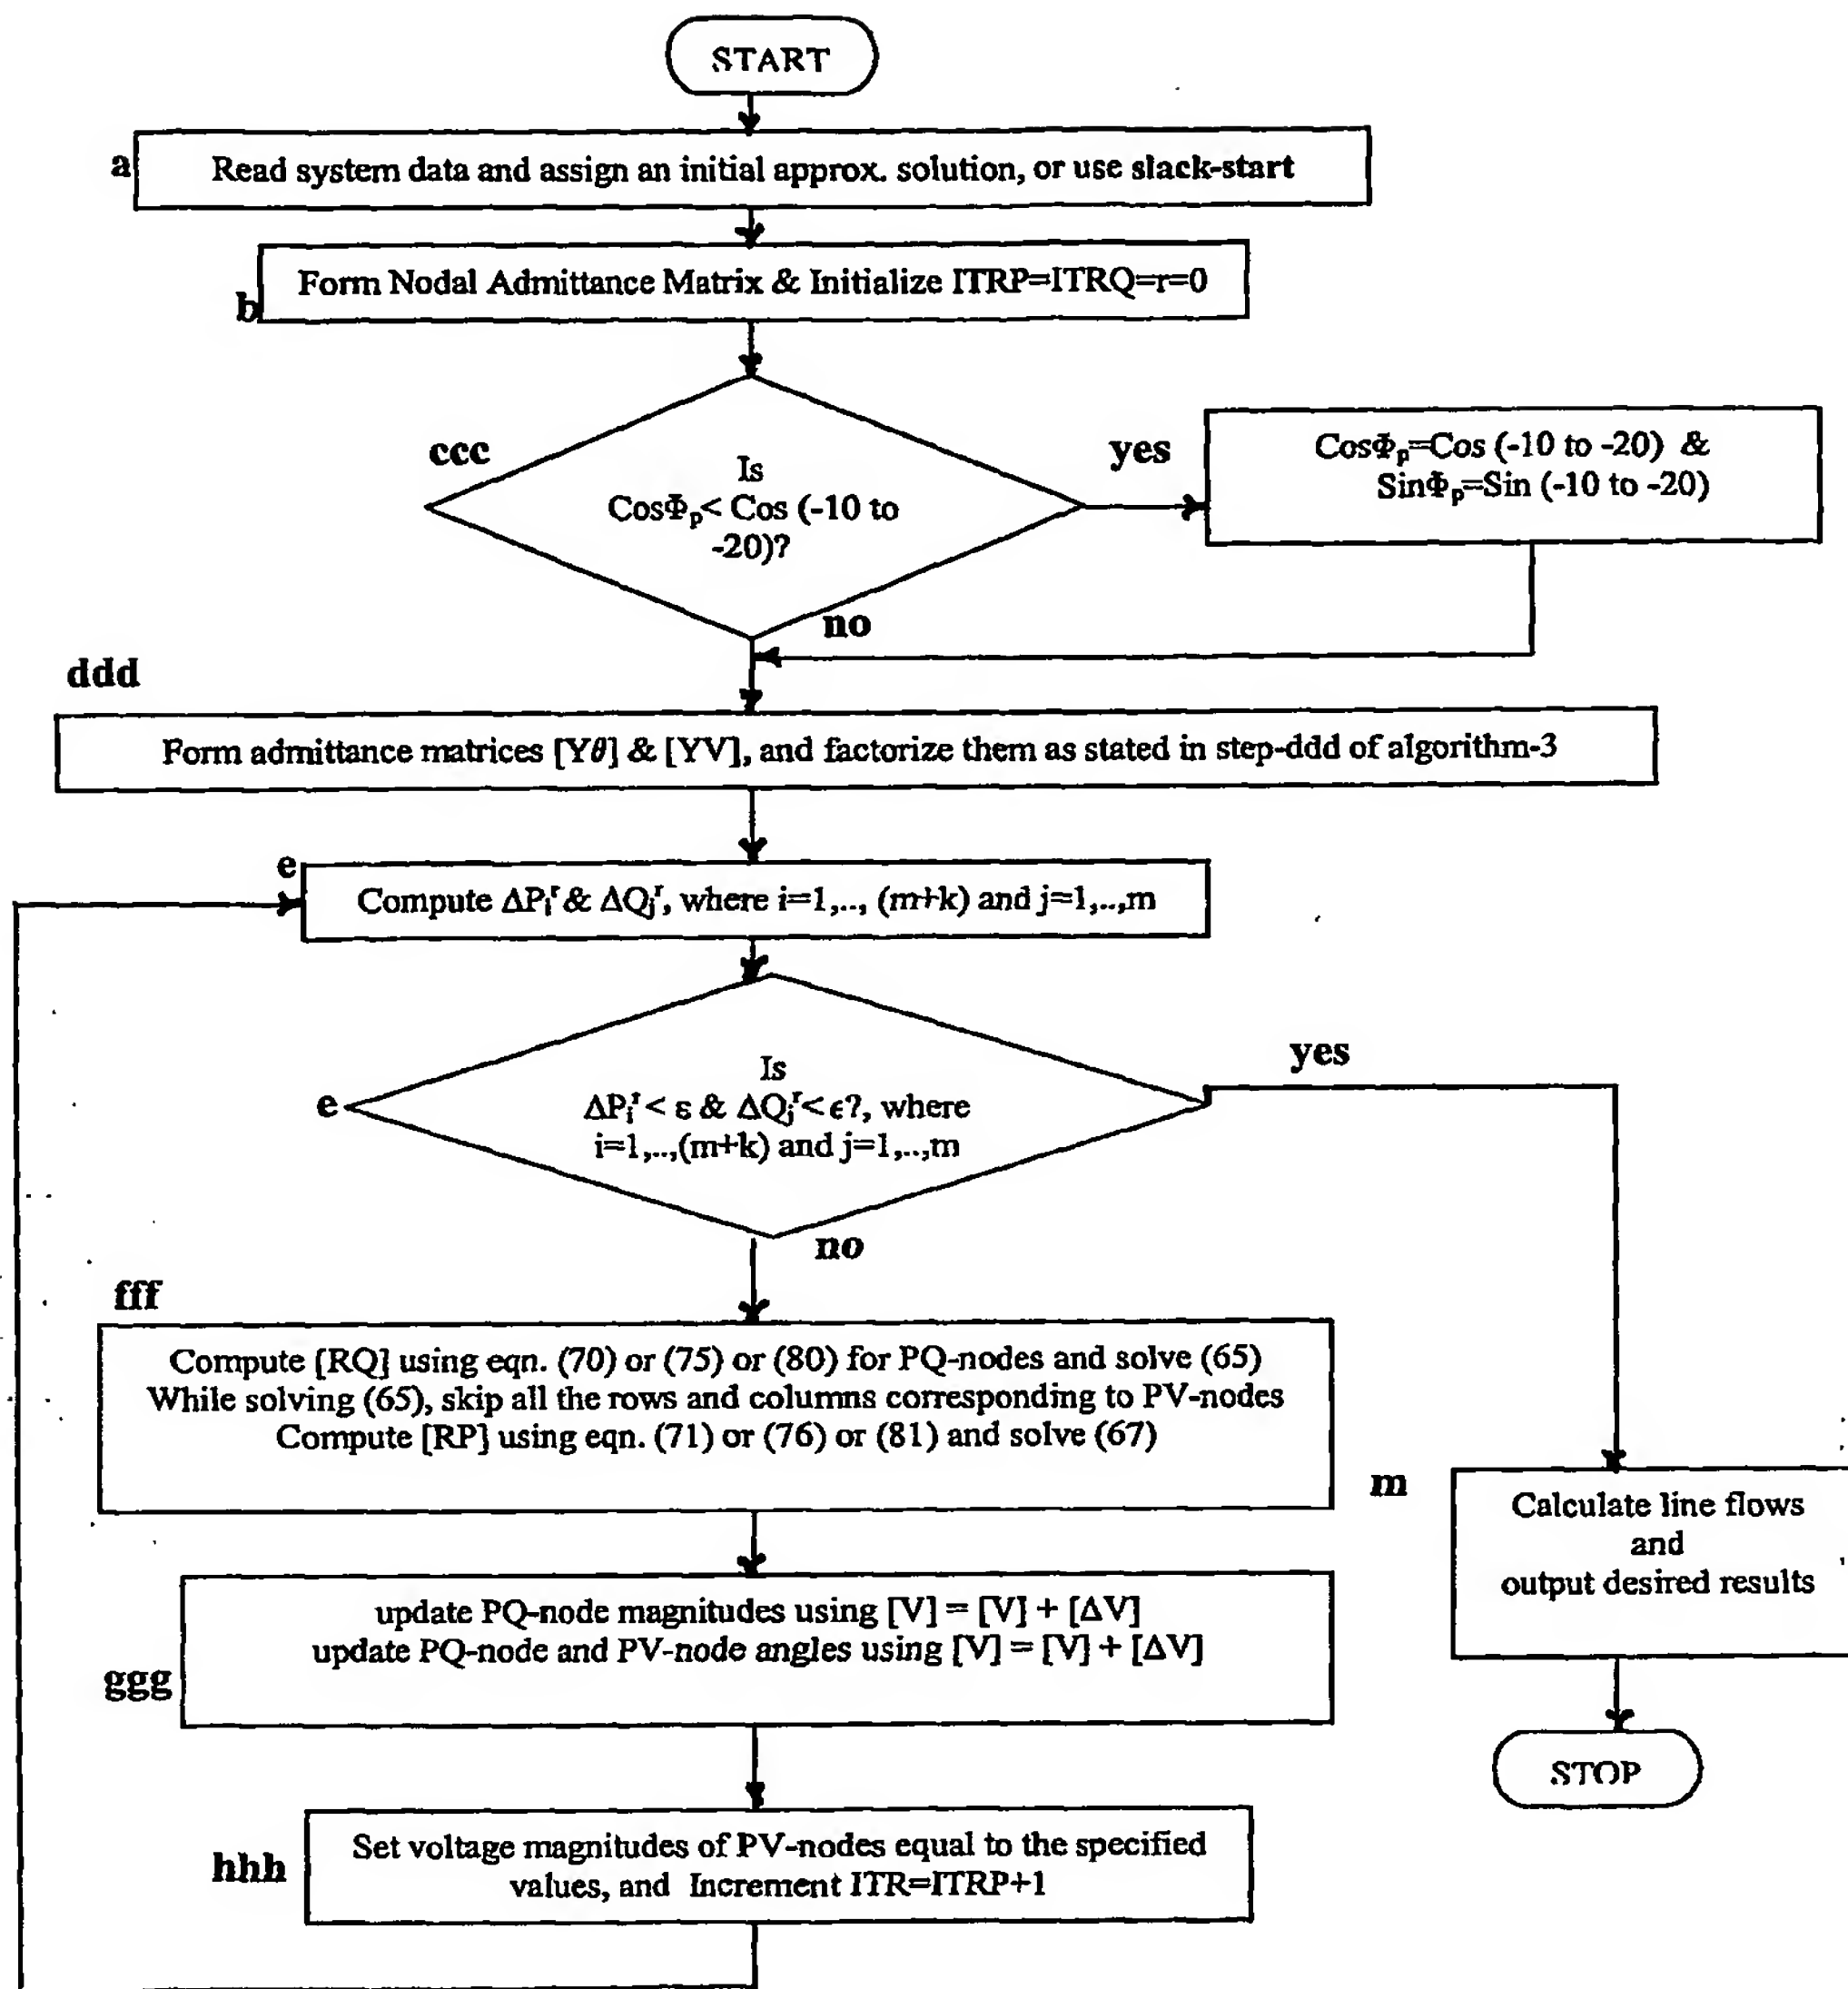 START
a
Read system data and assign an initial approx. solution, or use slack-start
b
Form Nodal Admittance Matrix & Initialize ITRP=ITRQ=r=0
ccc
Is
CosΦp< Cos (-10 to
-20)?
yes
CosΦp=Cos (-10 to -20) &
SinΦp=Sin (-10 to -20)
no
ddd
Form admittance matrices [Yθ] & [YV], and factorize them as stated in step-ddd of algorithm-3
e
Compute ΔPi^r & ΔQj^r, where i=1,.., (m+k) and j=1,..,m
e
Is
ΔPi^r < ε & ΔQj^r < ϵ?, where
i=1,..,(m+k) and j=1,..,m
yes
no
fff
Compute [RQ] using eqn. (70) or (75) or (80) for PQ-nodes and solve (65)
While solving (65), skip all the rows and columns corresponding to PV-nodes
Compute [RP] using eqn. (71) or (76) or (81) and solve (67)
m
Calculate line flows
and
output desired results
ggg
update PQ-node magnitudes using [V] = [V] + [ΔV]
update PQ-node and PV-node angles using [V] = [V] + [ΔV]
STOP
hhh
Set voltage magnitudes of PV-nodes equal to the specified
values, and Increment ITR=ITRP+1